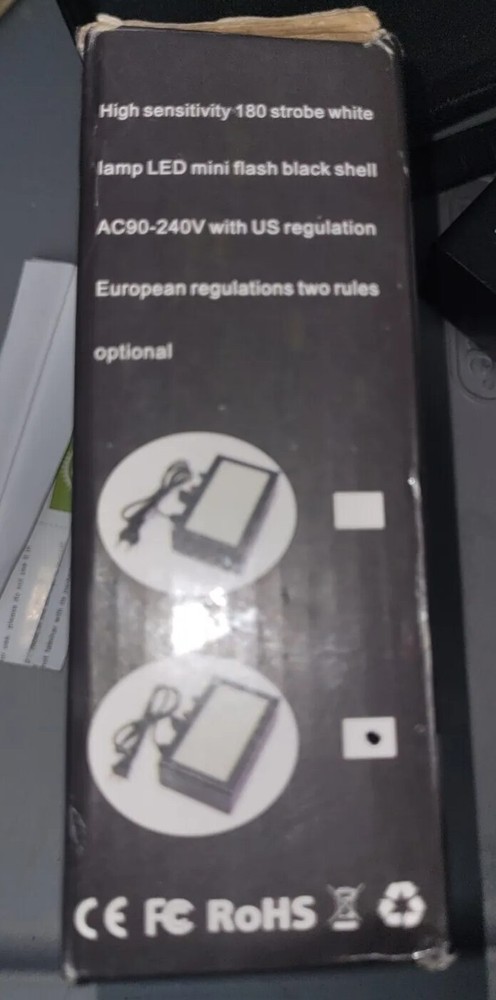 High sensitivity 180 strobe white
lamp LED mini flash black shell
AC90-240V with US regulation
European regulations two rules
optional
CE FC RoHS